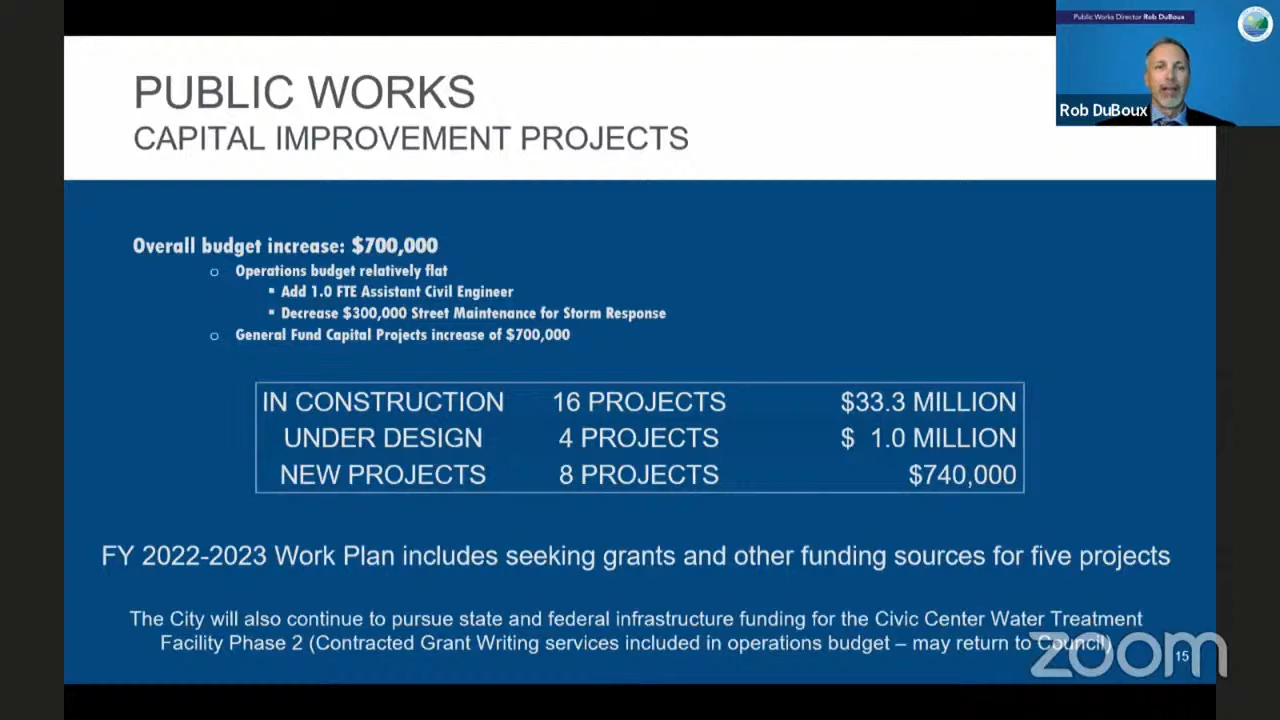 Public Works Director Rob DuBoux
Rob DuBoux
PUBLIC WORKS
CAPITAL IMPROVEMENT PROJECTS
Overall budget increase: $700,000
o Operations budget relatively flat
▪ Add 1.0 FTE Assistant Civil Engineer
▪ Decrease $300,000 Street Maintenance for Storm Response
o General Fund Capital Projects increase of $700,000
IN CONSTRUCTION 16 PROJECTS $33.3 MILLION
UNDER DESIGN 4 PROJECTS $ 1.0 MILLION
NEW PROJECTS 8 PROJECTS $740,000
FY 2022-2023 Work Plan includes seeking grants and other funding sources for five projects
The City will also continue to pursue state and federal infrastructure funding for the Civic Center Water Treatment
Facility Phase 2 (Contracted Grant Writing services included in operations budget – may return to Council)
zoom
15